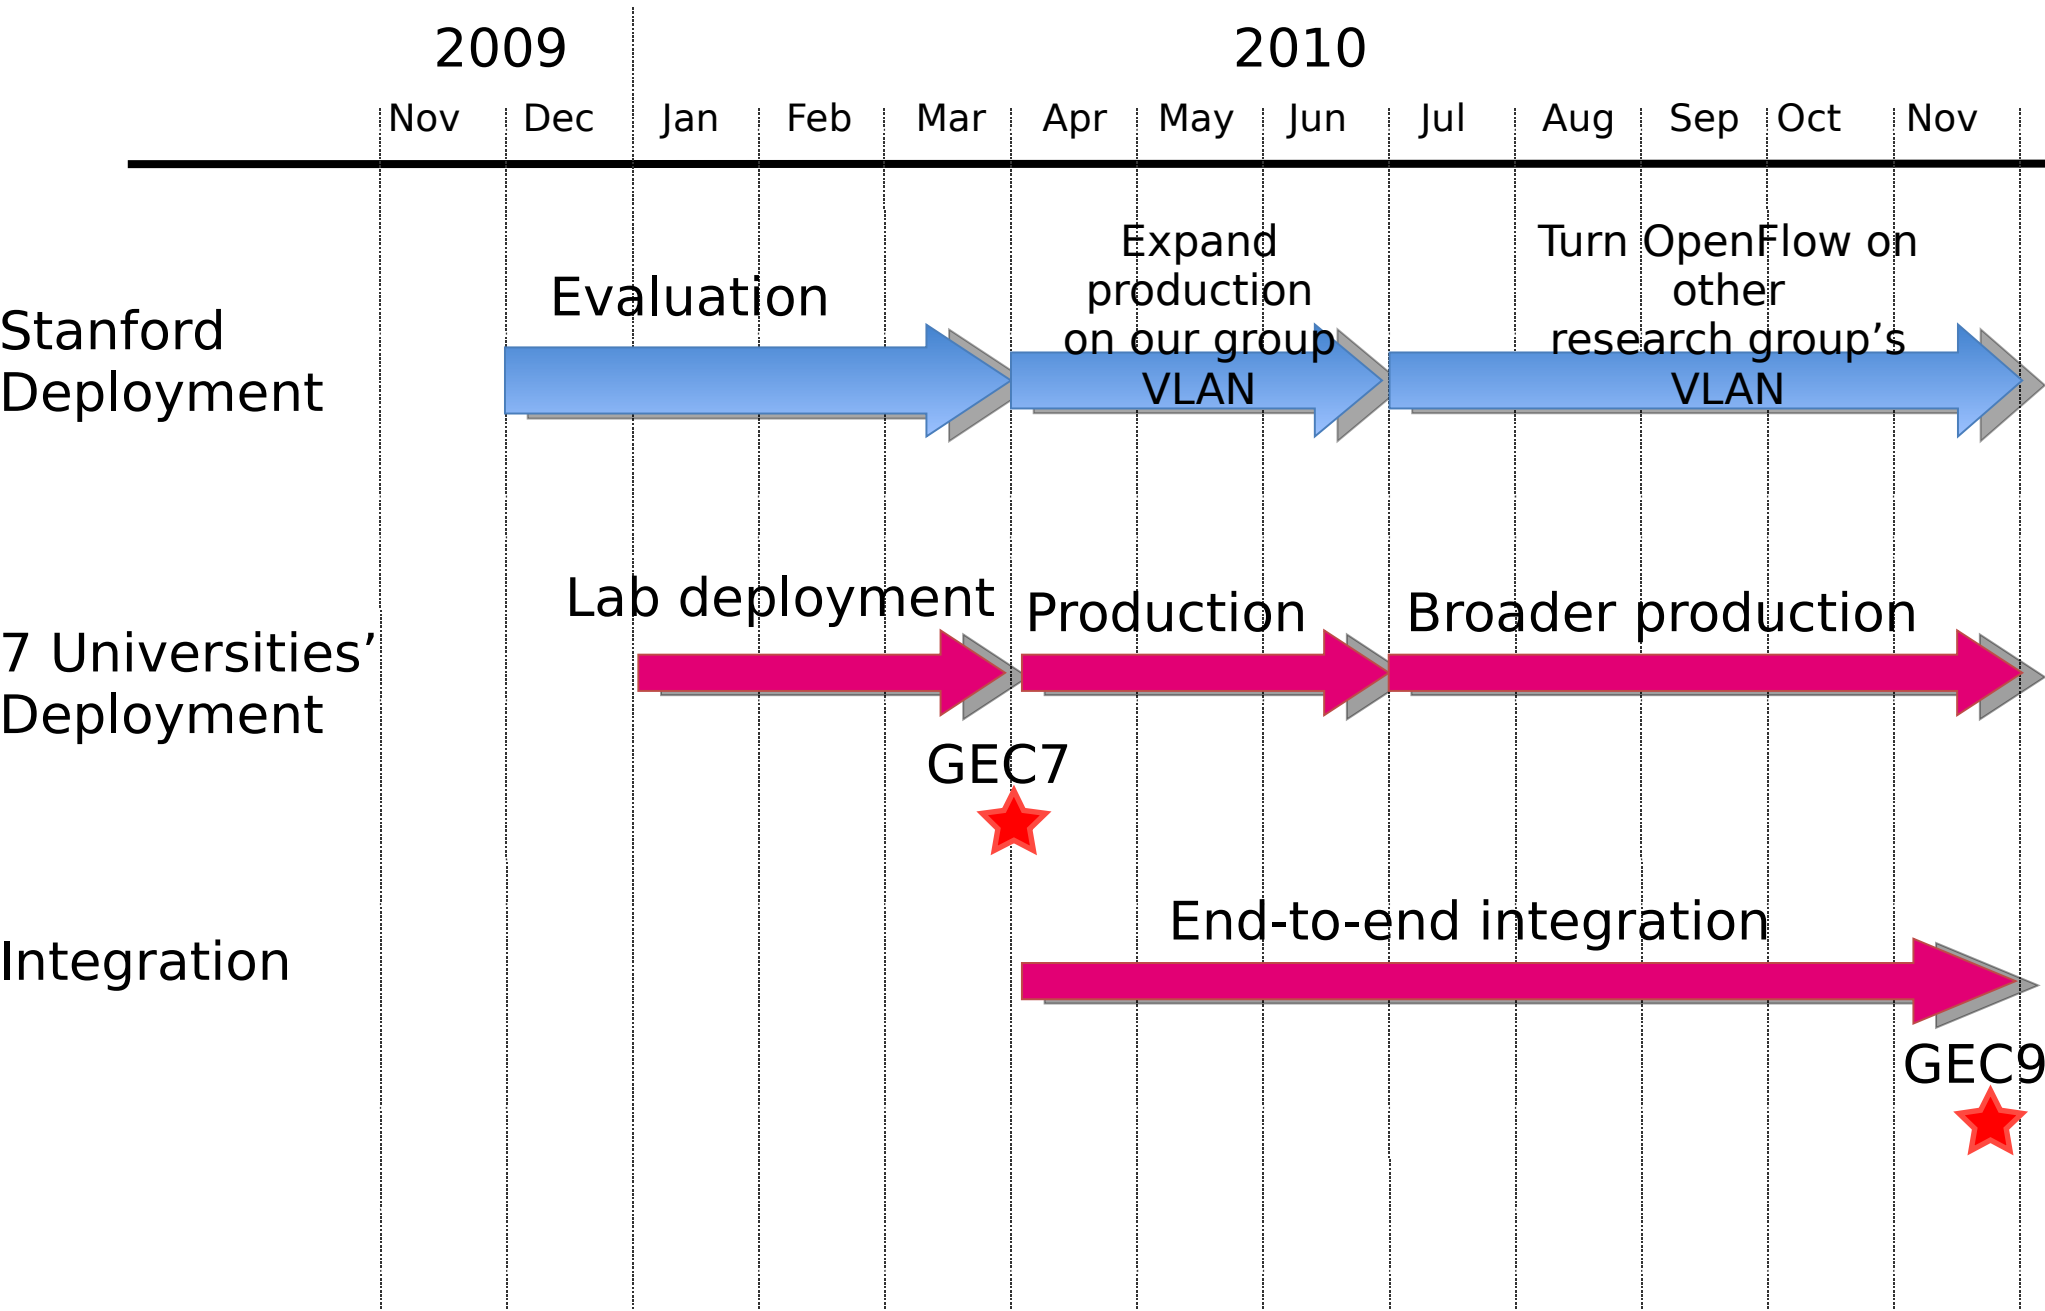 2009 2010
Nov Dec Jan Feb Mar Apr May Jun Jul Aug Sep Oct Nov
Stanford
Deployment
Evaluation
Expand
production
on our group
VLAN
Turn OpenFlow on
other
research group’s
VLAN
7 Universities’
Deployment
Lab deployment
Production
Broader production
GEC7
Integration
End-to-end integration
GEC9